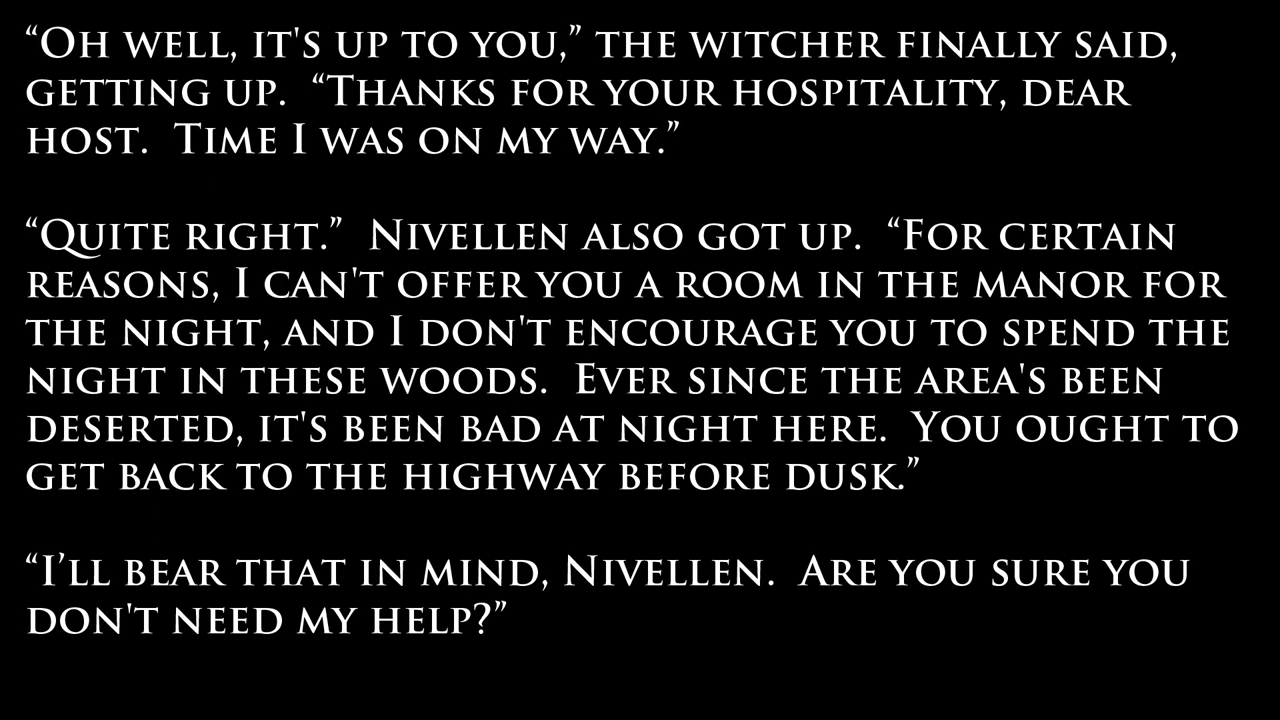 “Oh well, it's up to you,” the witcher finally said,
getting up.  “Thanks for your hospitality, dear
host.  Time I was on my way.”
“Quite right.”  Nivellen also got up.  “For certain
reasons, I can't offer you a room in the manor for
the night, and I don't encourage you to spend the
night in these woods.  Ever since the area's been
deserted, it's been bad at night here.  You ought to
get back to the highway before dusk.”
“I’ll bear that in mind, Nivellen.  Are you sure you
don't need my help?”